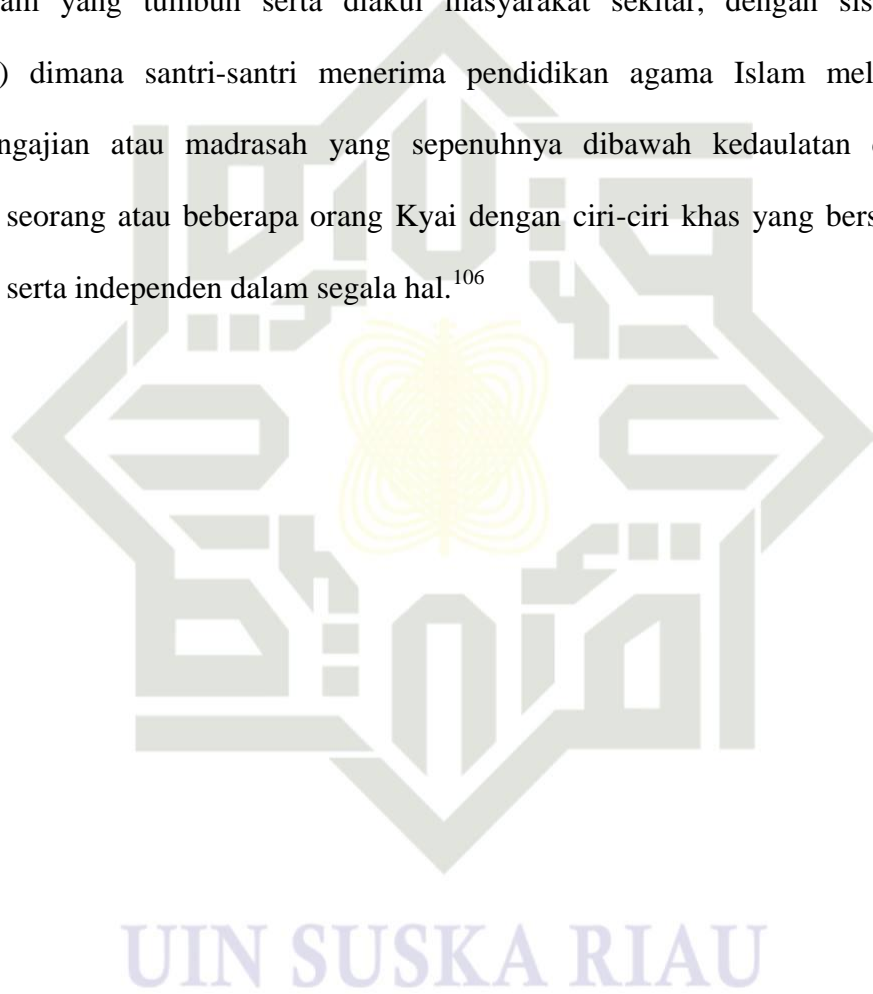 yang tumbuh serta diakui masyarakat sekitar, dengan
) dimana santri-santri menerima pendidikan agama Islam
atau madrasah yang sepenuhnya dibawah kedaulatan
seorang atau beberapa orang Kyai dengan ciri-ciri khas yang
serta independen dalam segala hal.106
UIN SUSKA RIAU